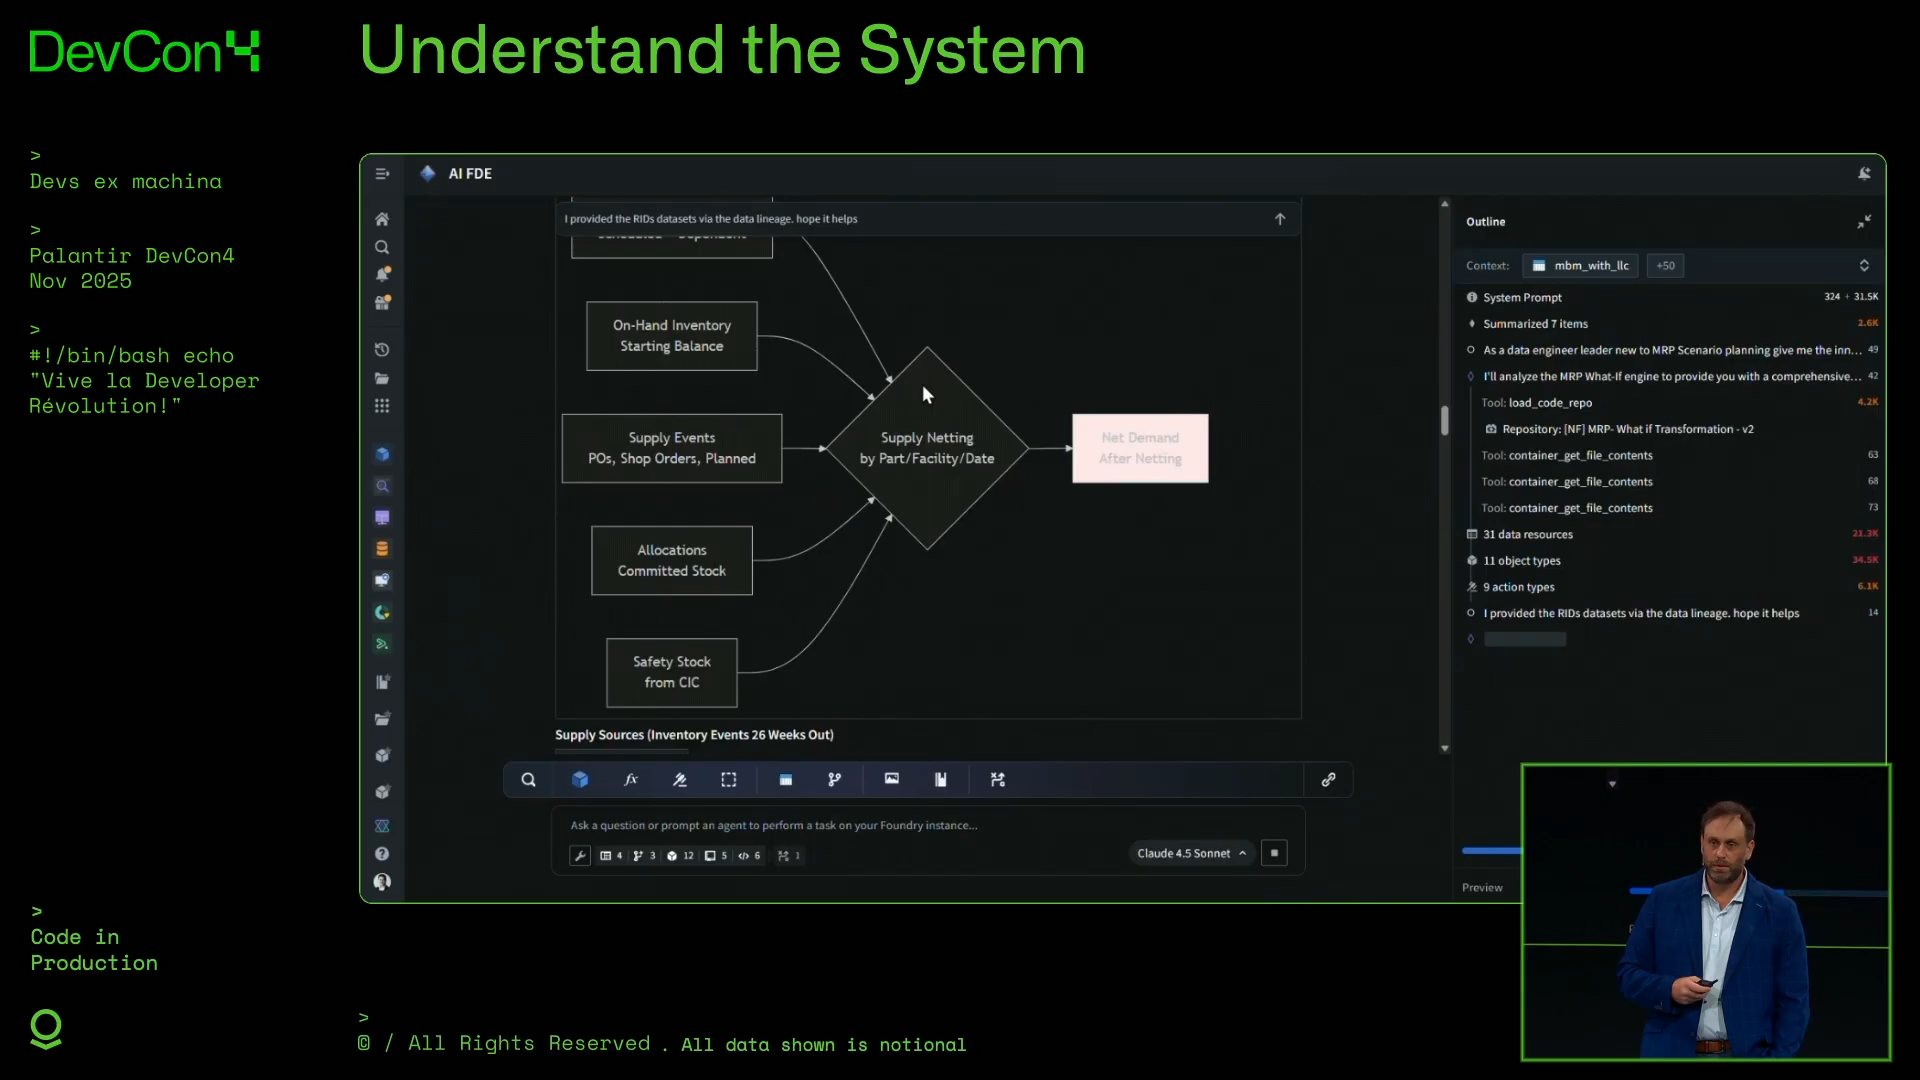 DevCon4
Understand the System
>
Devs ex machina
>
Palantir DevCon4
Nov 2025
>
#!/bin/bash echo
"Vive la Developer
Révolution!"
>
Code in
Production
AI FDE
I provided the RIDs datasets via the data lineage. hope it helps
Scheduled - Dependent
On-Hand Inventory
Starting Balance
Supply Events
POs, Shop Orders, Planned
Supply Netting
by Part/Facility/Date
Net Demand
After Netting
Allocations
Committed Stock
Safety Stock
from CIC
Supply Sources (Inventory Events 26 Weeks Out)
fx
Ask a question or prompt an agent to perform a task on your Foundry instance...
4 3 12 5 </> 6 1
Claude 4.5 Sonnet
Outline
Context: mbm_with_llc +50
System Prompt 324 + 31.5K
Summarized 7 items 2.6K
As a data engineer leader new to MRP Scenario planning give me the inn... 49
I'll analyze the MRP What-If engine to provide you with a comprehensive... 42
Tool: load_code_repo 4.2K
Repository: [NF] MRP- What if Transformation - v2
Tool: container_get_file_contents 63
Tool: container_get_file_contents 68
Tool: container_get_file_contents 73
31 data resources 21.3K
11 object types 34.5K
9 action types 6.1K
I provided the RIDs datasets via the data lineage. hope it helps 14
Preview
>
© / All Rights Reserved . All data shown is notional